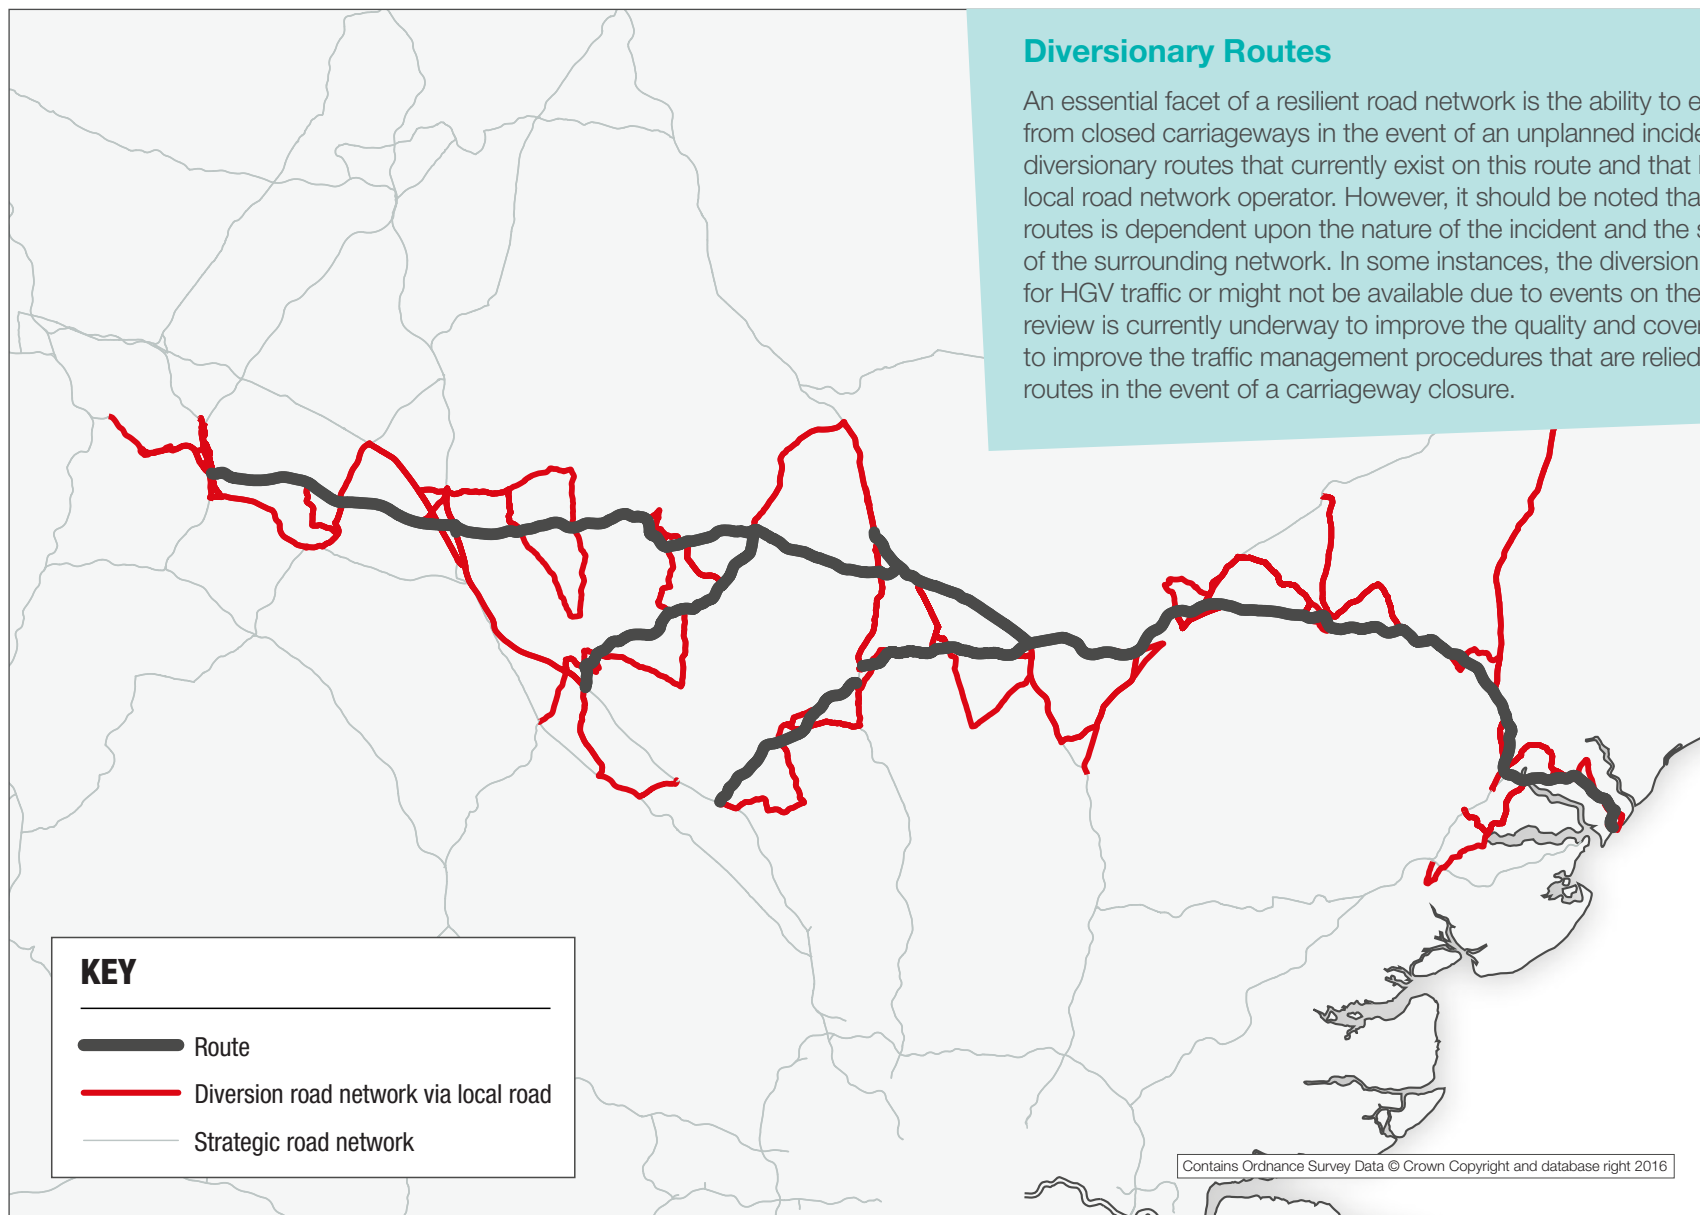 Diversionary Routes
An essential facet of a resilient road network is the ability to
from closed carriageways in the event of an unplanned
diversionary routes that currently exist on this route and that
local road network operator. However, it should be noted
routes is dependent upon the nature of the incident and the
of the surrounding network. In some instances, the diversion
for HGV traffic or might not be available due to events on the
review is currently underway to improve the quality and
to improve the traffic management procedures that are relied
routes in the event of a carriageway closure.
KEY
Route
Diversion road network via local road
Strategic road network
Contains Ordnance Survey Data © Crown Copyright and database right 2016